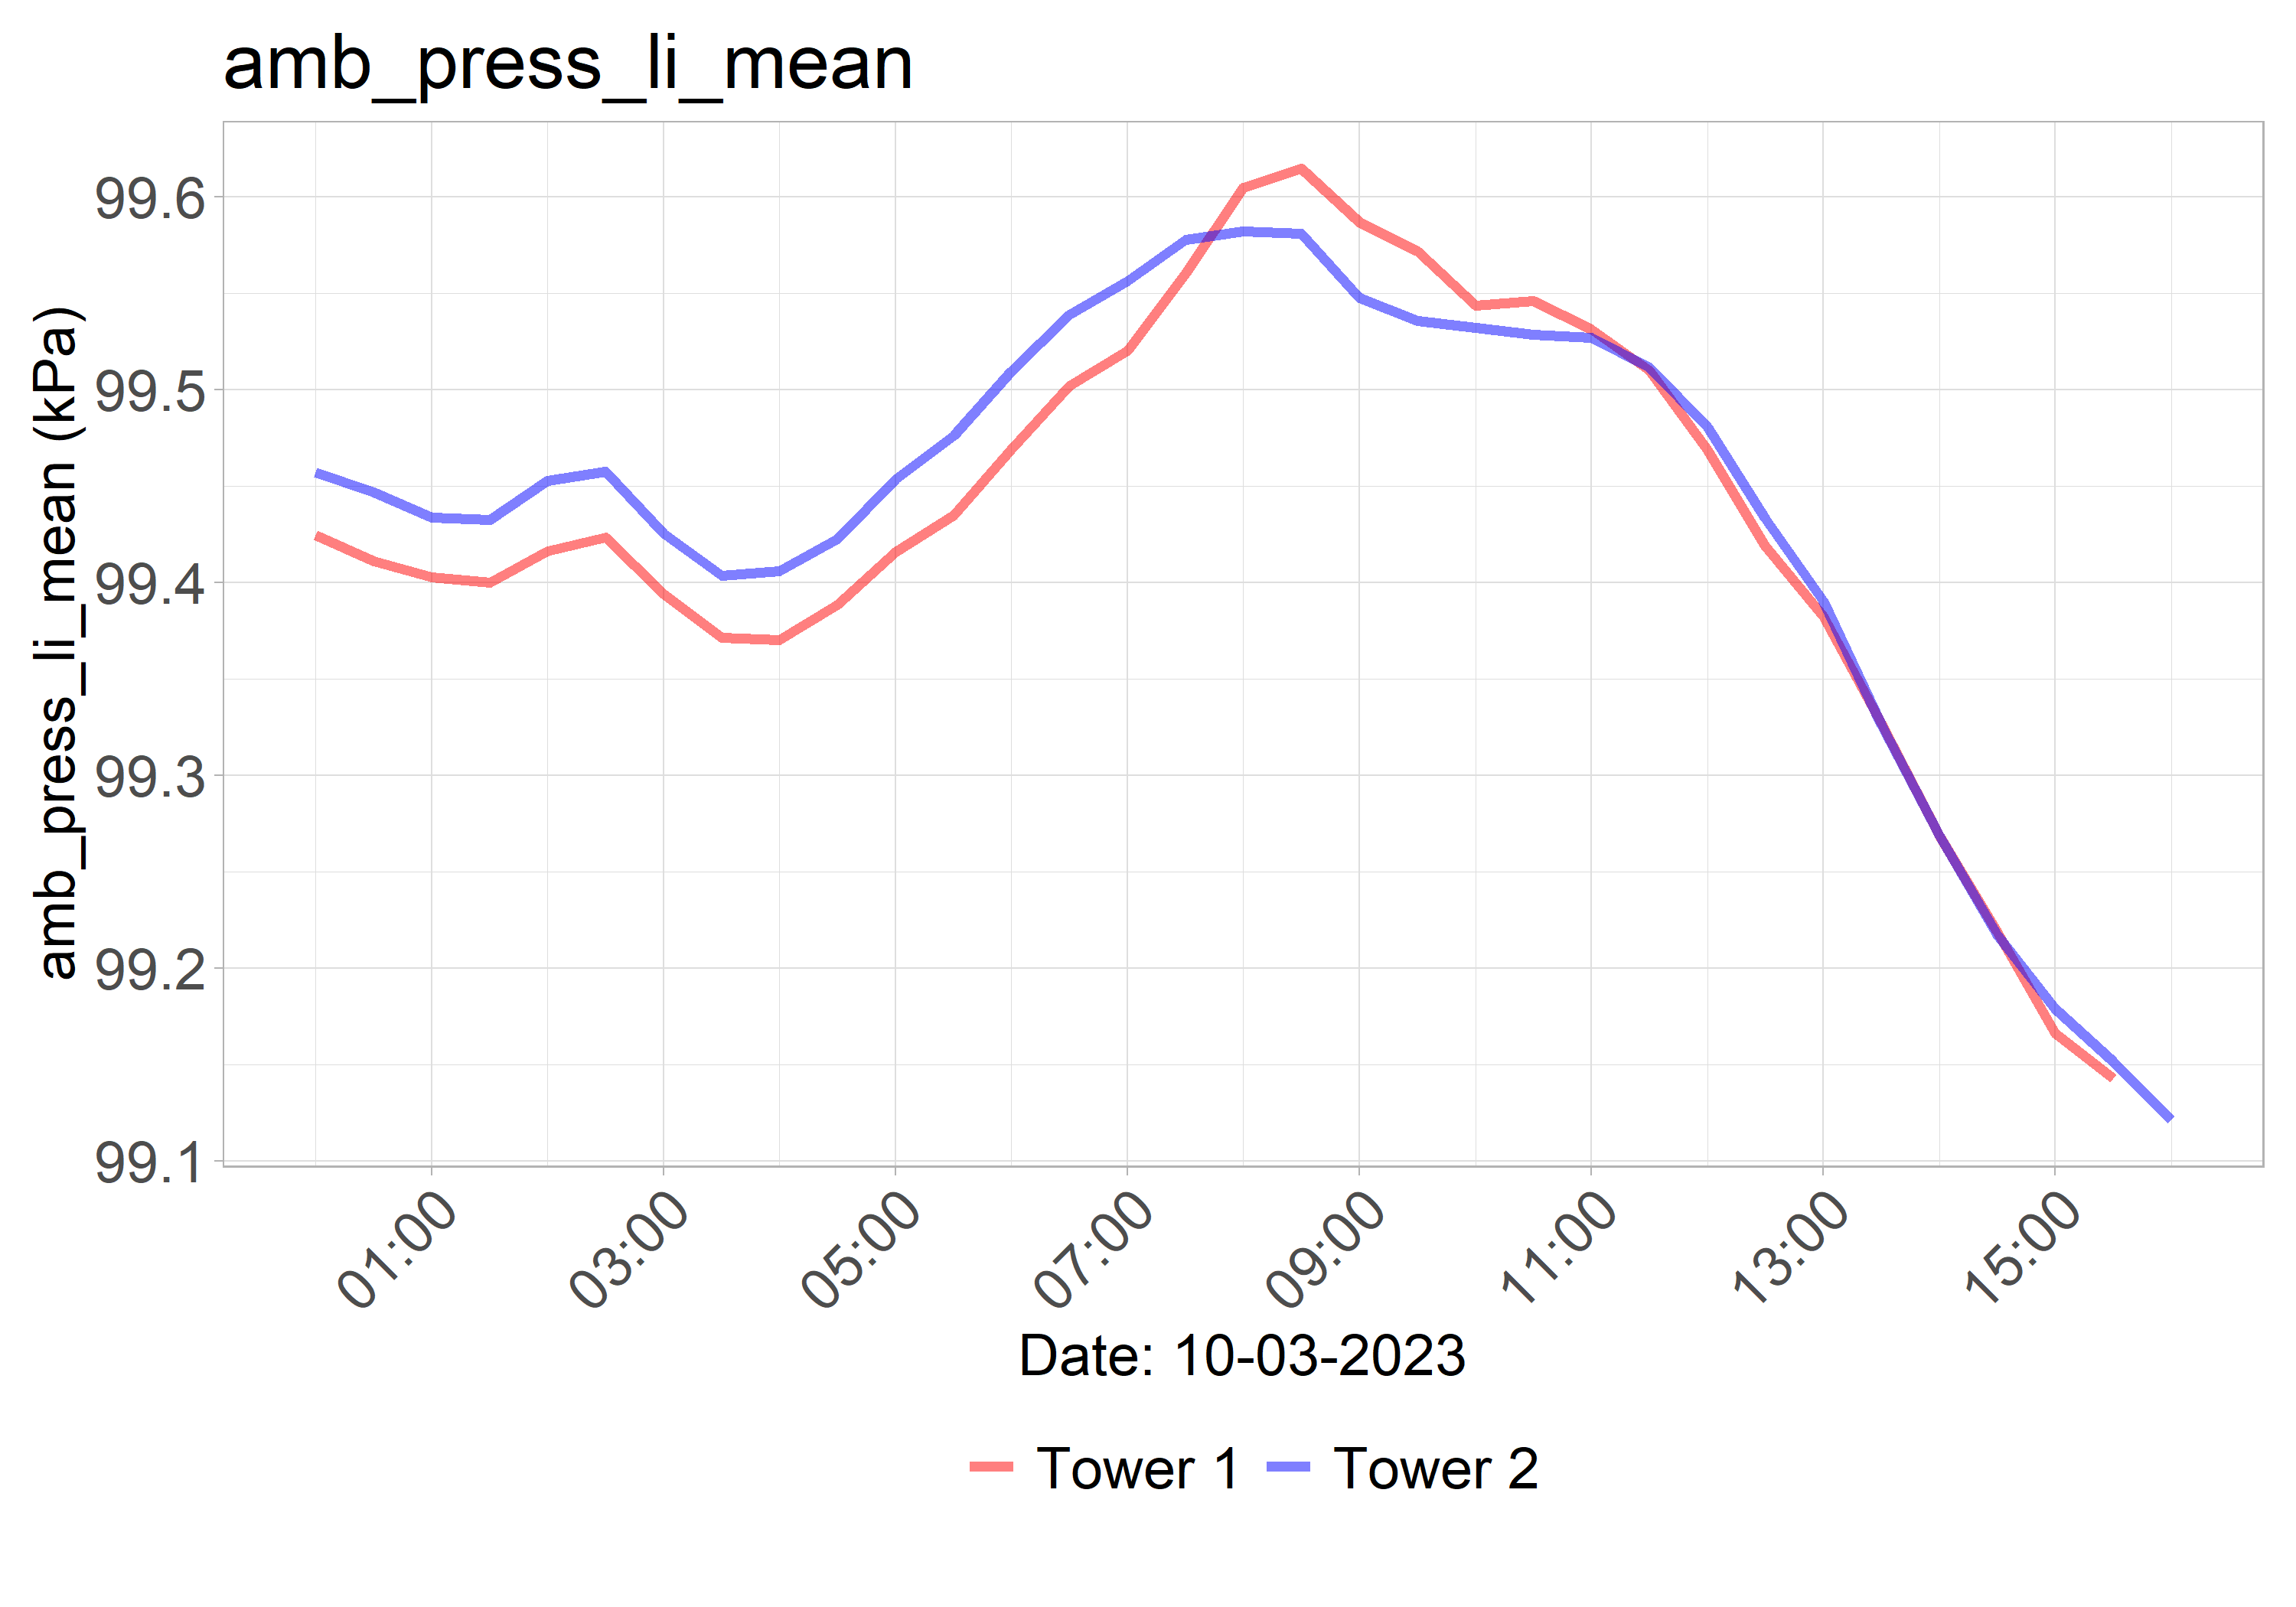 amb_press_li_mean
amb_press_li_mean (kPa)
99.6
99.5
99.4
99.3
99.2
99.1
01:00 03:00 05:00 07:00 09:00 11:00 13:00 15:00
Date: 10-03-2023
Tower 1 Tower 2